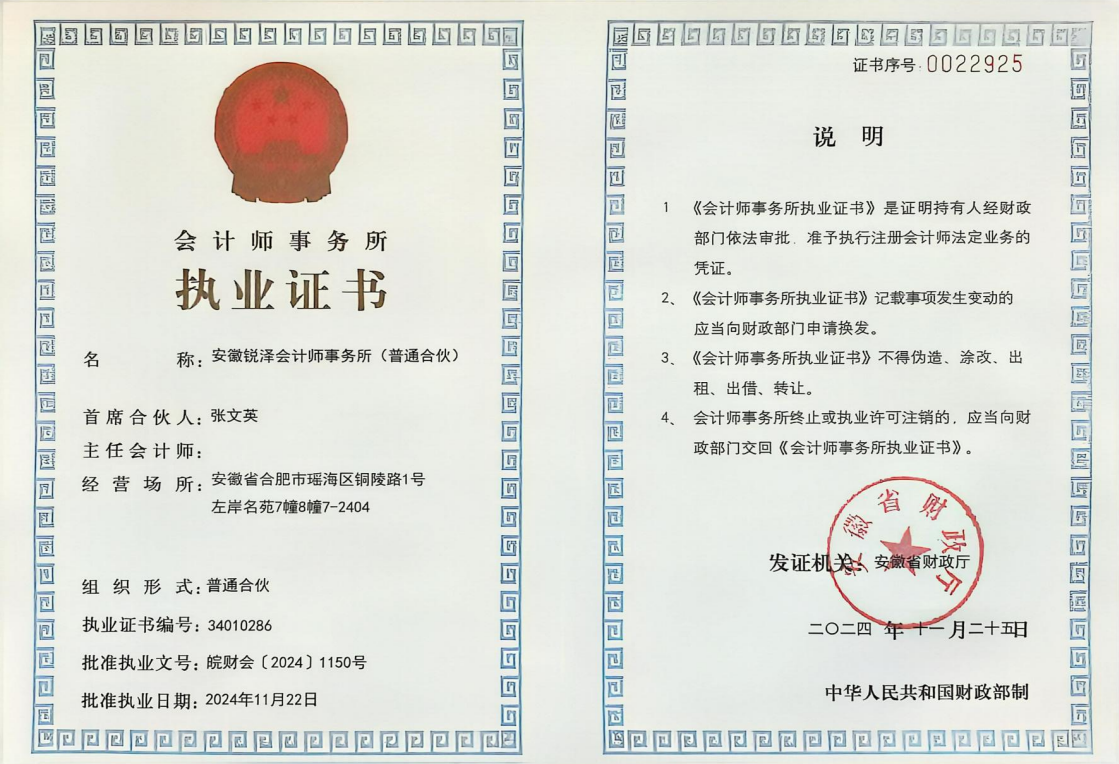 会计师事务所
执业证书
名 称：安徽锐泽会计师事务所（普通合伙）
首席合伙人：张文英
主任会计师：
经营场所：安徽省合肥市瑶海区铜陵路1号
左岸名苑7幢8幢7-2404
组织形式：普通合伙
执业证书编号：34010286
批准执业文号：皖财会〔2024〕1150号
批准执业日期：2024年11月22日
证书序号：0022925
说 明
1 《会计师事务所执业证书》是证明持有人经财政
部门依法审批．准予执行注册会计师法定业务的
凭证。
2、《会计师事务所执业证书》记载事项发生变动的
应当向财政部门申请换发。
3、《会计师事务所执业证书》不得伪造、涂改、出
租、出借、转让。
4、 会计师事务所终止或执业许可注销的，应当向财
政部门交回《会计师事务所执业证书》。
安徽省财政厅
发证机关：安徽省财政厅
二〇二四 年 十一 月二十五日
中华人民共和国财政部制